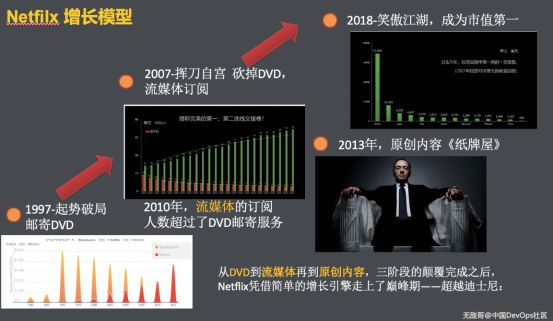 Netfilx 增长模型
2018-笑傲江湖，成为市值第一
单位：美元
2007-挥刀自宫 砍掉DVD，
流媒体订阅
堪称完美的第一、第二曲线交接棒！
DVD
2013年，原创内容《纸牌屋》
1997-起势破局
邮寄DVD
2010年，流媒体的订阅
人数超过了DVD邮寄服务
从DVD到流媒体再到原创内容，三阶段的颠覆完成之后，
Netflix凭借简单的增长引擎走上了巅峰期——超越迪士尼：
无敌哥@中国DevOps社区